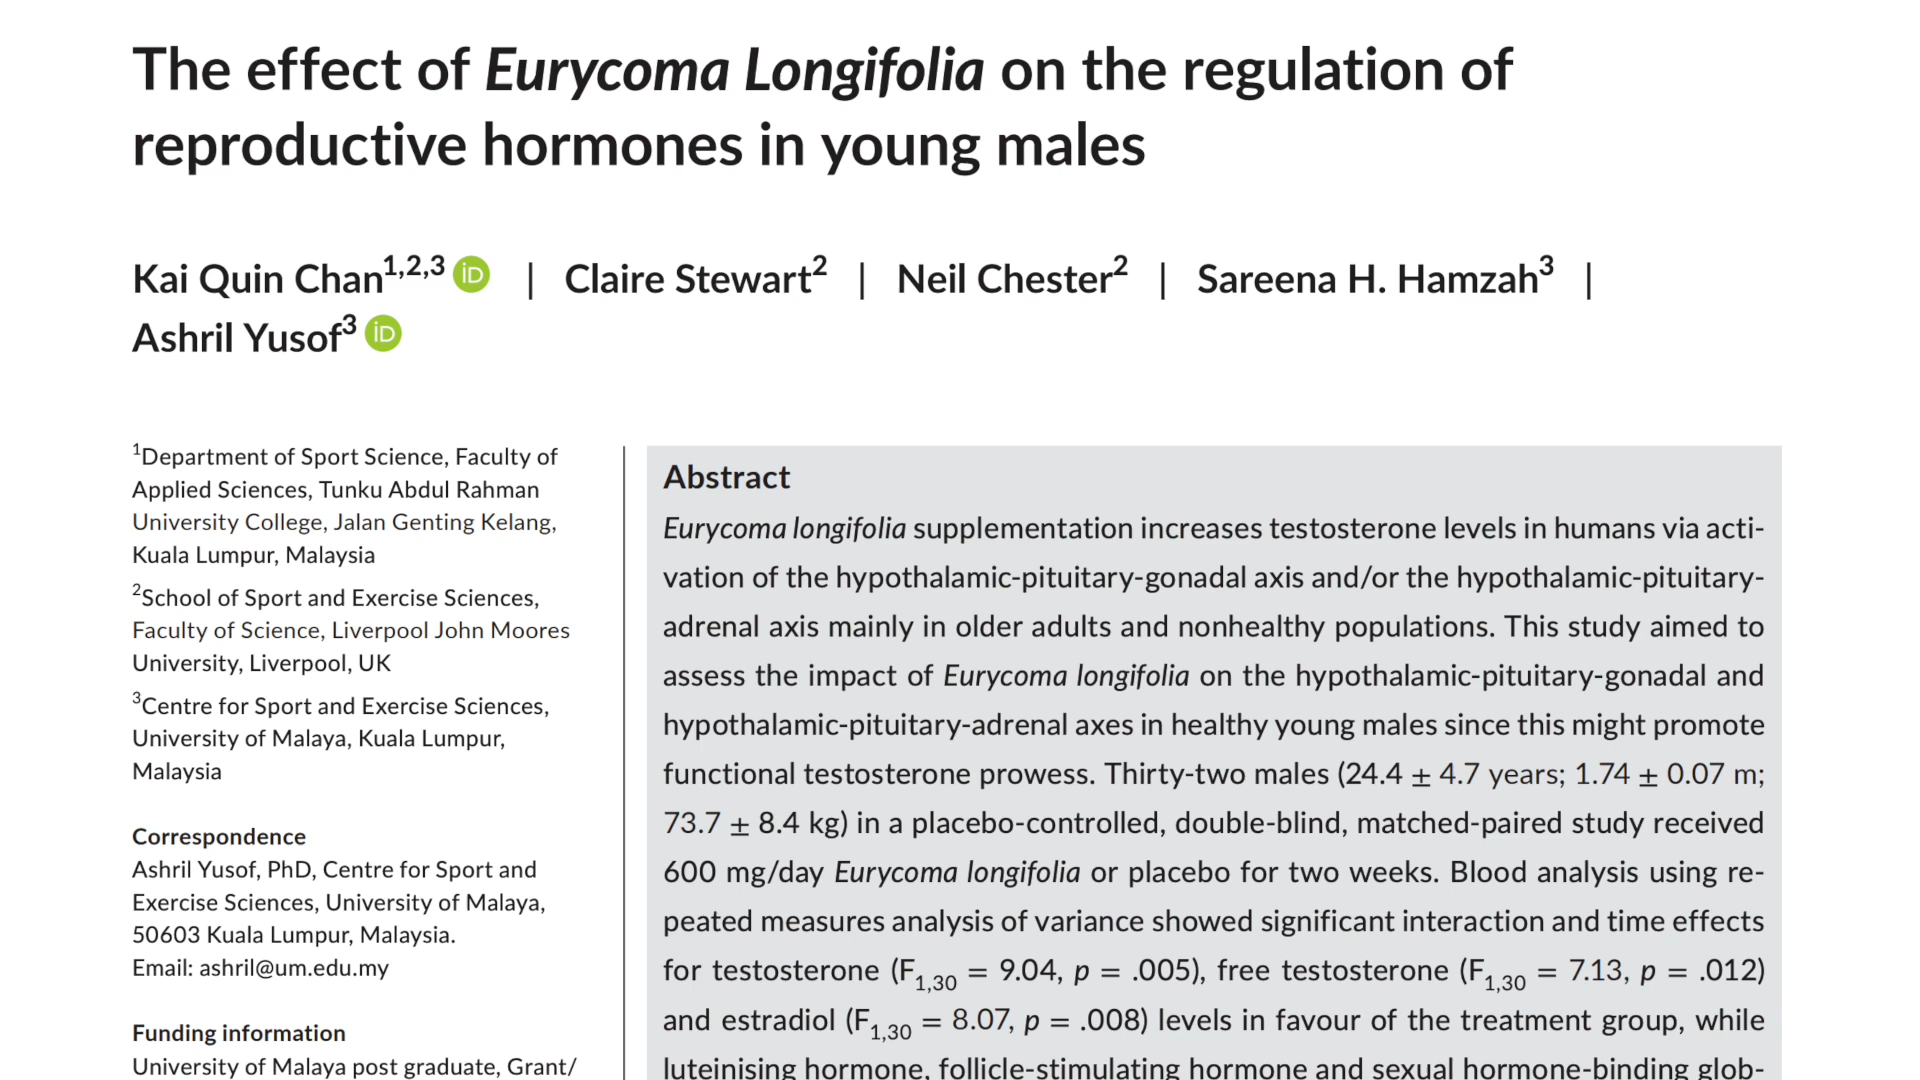 The effect of Eurycoma Longifolia on the regulation of
reproductive hormones in young males
Kai Quin Chan1,2,3 iD | Claire Stewart2 | Neil Chester2 | Sareena H. Hamzah3 |
Ashril Yusof3 iD
1Department of Sport Science, Faculty of
Applied Sciences, Tunku Abdul Rahman
University College, Jalan Genting Kelang,
Kuala Lumpur, Malaysia
2School of Sport and Exercise Sciences,
Faculty of Science, Liverpool John Moores
University, Liverpool, UK
3Centre for Sport and Exercise Sciences,
University of Malaya, Kuala Lumpur,
Malaysia
Correspondence
Ashril Yusof, PhD, Centre for Sport and
Exercise Sciences, University of Malaya,
50603 Kuala Lumpur, Malaysia.
Email: ashril@um.edu.my
Funding information
University of Malaya post graduate, Grant/
Abstract
Eurycoma longifolia supplementation increases testosterone levels in humans via acti-
vation of the hypothalamic-pituitary-gonadal axis and/or the hypothalamic-pituitary-
adrenal axis mainly in older adults and nonhealthy populations. This study aimed to
assess the impact of Eurycoma longifolia on the hypothalamic-pituitary-gonadal and
hypothalamic-pituitary-adrenal axes in healthy young males since this might promote
functional testosterone prowess. Thirty-two males (24.4 ± 4.7 years; 1.74 ± 0.07 m;
73.7 ± 8.4 kg) in a placebo-controlled, double-blind, matched-paired study received
600 mg/day Eurycoma longifolia or placebo for two weeks. Blood analysis using re-
peated measures analysis of variance showed significant interaction and time effects
for testosterone (F1,30 = 9.04, p = .005), free testosterone (F1,30 = 7.13, p = .012)
and estradiol (F1,30 = 8.07, p = .008) levels in favour of the treatment group, while
luteinising hormone, follicle-stimulating hormone and sexual hormone-binding glob-